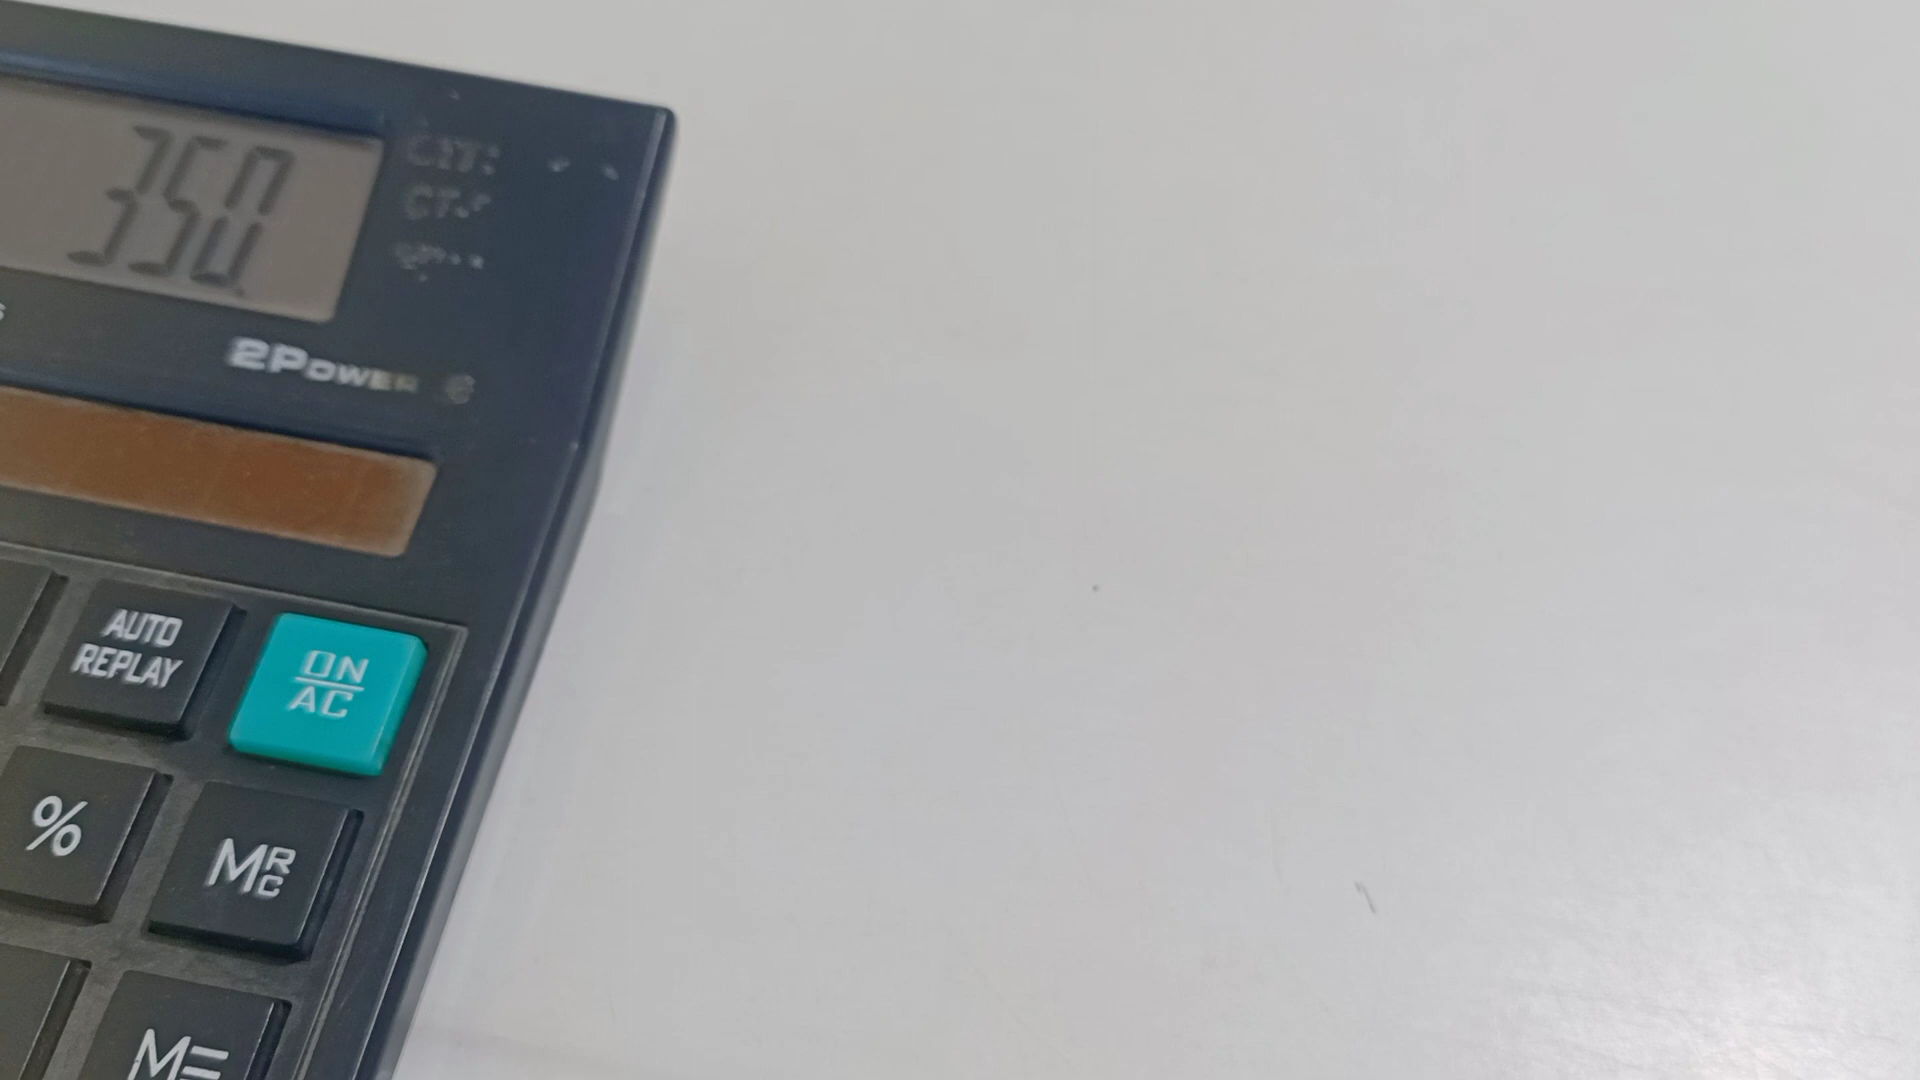 350.
2POWER
AUTO
REPLAY
ON
AC
%
MRC
M=